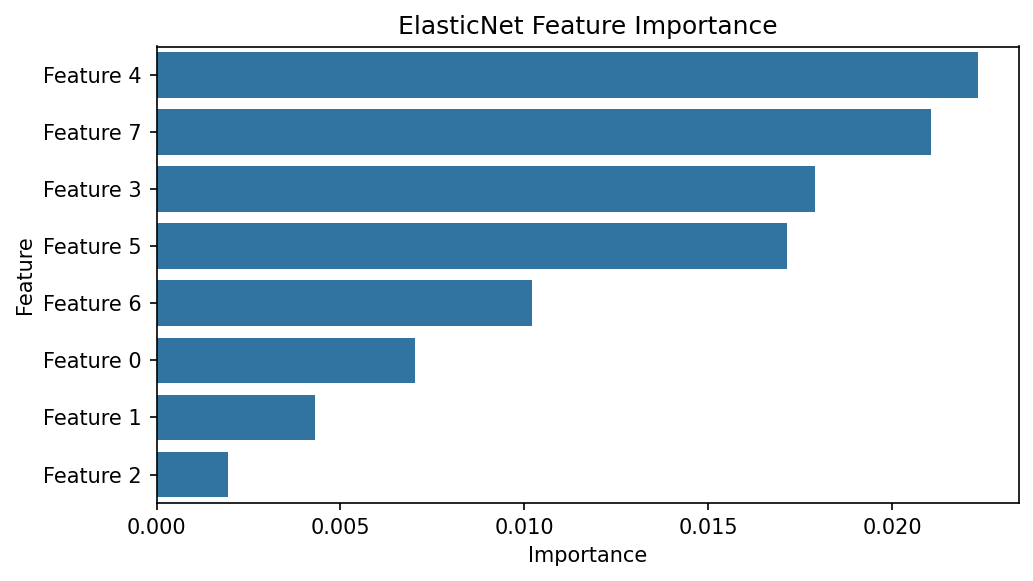 ElasticNet Feature Importance
Feature
Feature 4
Feature 7
Feature 3
Feature 5
Feature 6
Feature 0
Feature 1
Feature 2
0.000 0.005 0.010 0.015 0.020
Importance